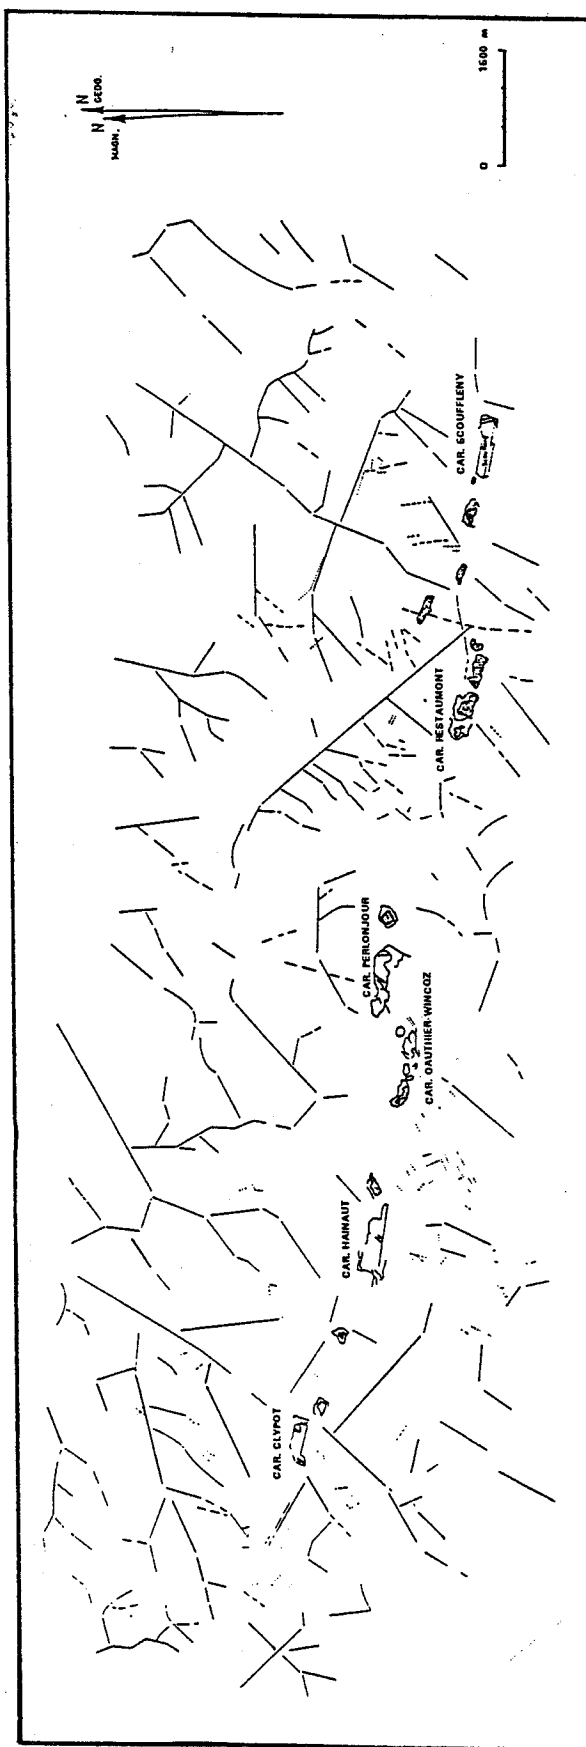 N
GEOG.
N
MAGN.
0 1600 m
CAR. CLYPOT
CAR. HAINAUT
CAR. GAUTHIER-WINCQZ
CAR. PERLONJOUR
CAR. RESTAUMONT
CAR. SCOUFFLENY